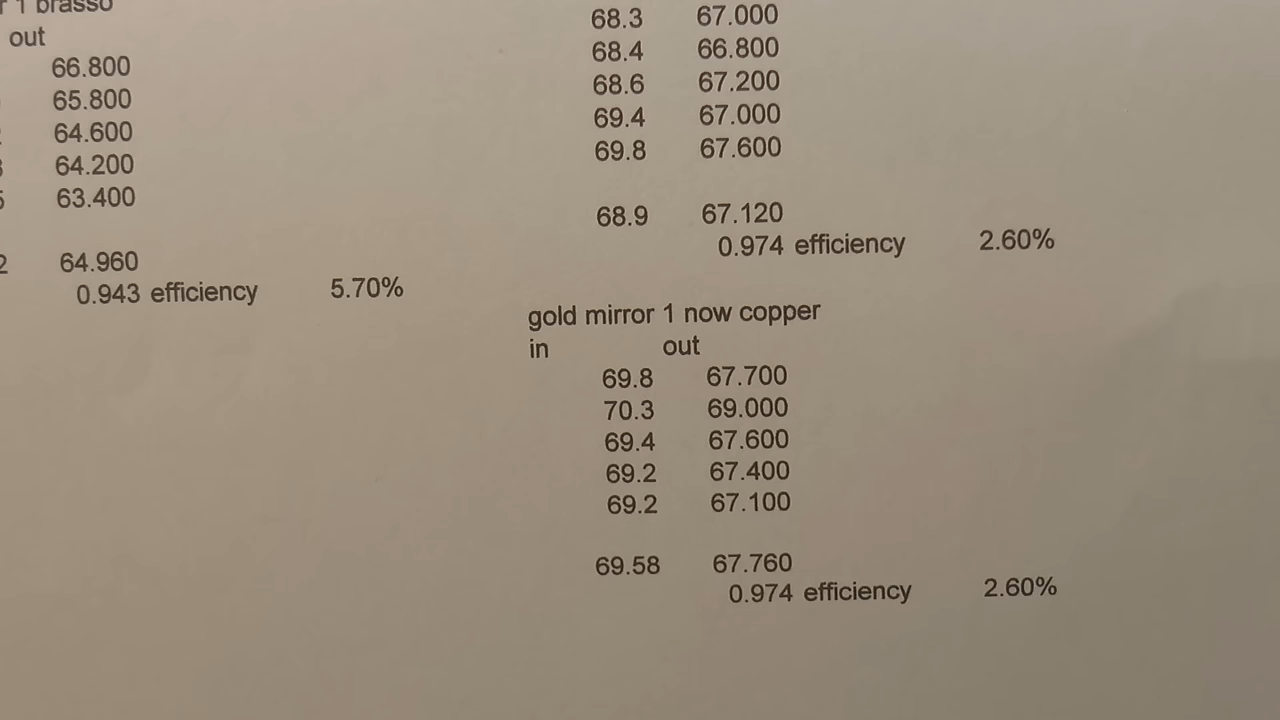 1 brasso
out
66.800
65.800
64.600
64.200
63.400
64.960
0.943 efficiency 5.70%
68.3 67.000
68.4 66.800
68.6 67.200
69.4 67.000
69.8 67.600
68.9 67.120
0.974 efficiency 2.60%
gold mirror 1 now copper
in out
69.8 67.700
70.3 69.000
69.4 67.600
69.2 67.400
69.2 67.100
69.58 67.760
0.974 efficiency 2.60%